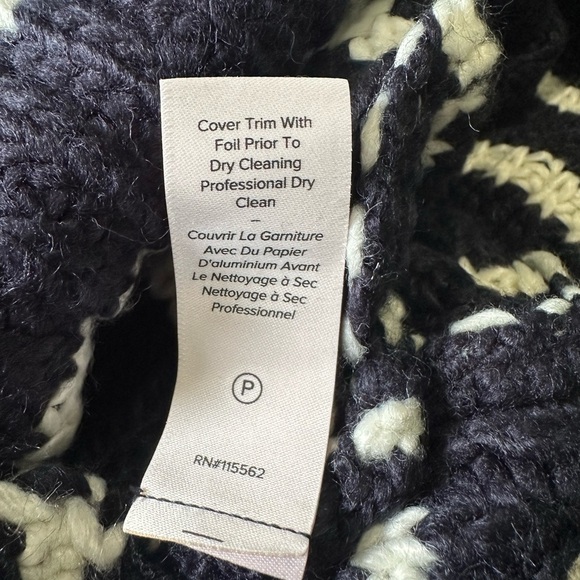 Cover Trim With
Foil Prior To
Dry Cleaning
Professional Dry
Clean
–
Couvrir La Garniture
Avec Du Papier
D'aluminium Avant
Le Nettoyage à Sec
Nettoyage à Sec
Professionnel
P
RN#115562